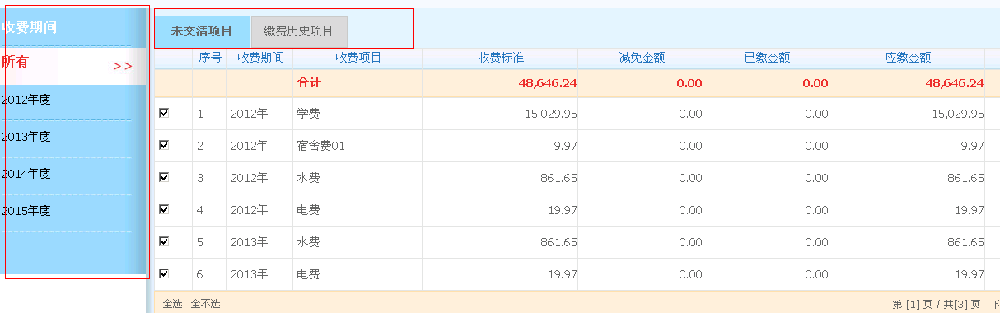 收费期间
所有 >>
2012年度
2013年度
2014年度
2015年度
未交清项目 缴费历史项目
序号 收费期间 收费项目 收费标准 减免金额 已缴金额 应缴金额
合计 48,646.24 0.00 0.00 48,646.24
1 2012年 学费 15,029.95 0.00 0.00 15,029.95
2 2012年 宿舍费01 9.97 0.00 0.00 9.97
3 2012年 水费 861.65 0.00 0.00 861.65
4 2012年 电费 19.97 0.00 0.00 19.97
5 2013年 水费 861.65 0.00 0.00 861.65
6 2013年 电费 19.97 0.00 0.00 19.97
全选 全不选 第 [1] 页 / 共[3] 页 下